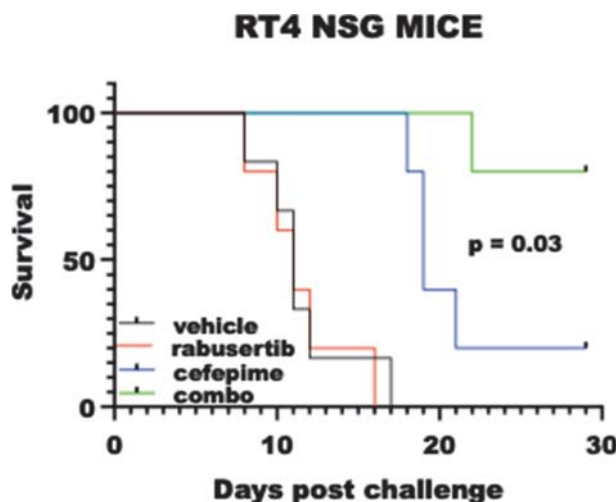 RT4 NSG MICE
100
50
0
Survival
p = 0.03
vehicle
rabusertib
cefepime
combo
0 10 20 30
Days post challenge